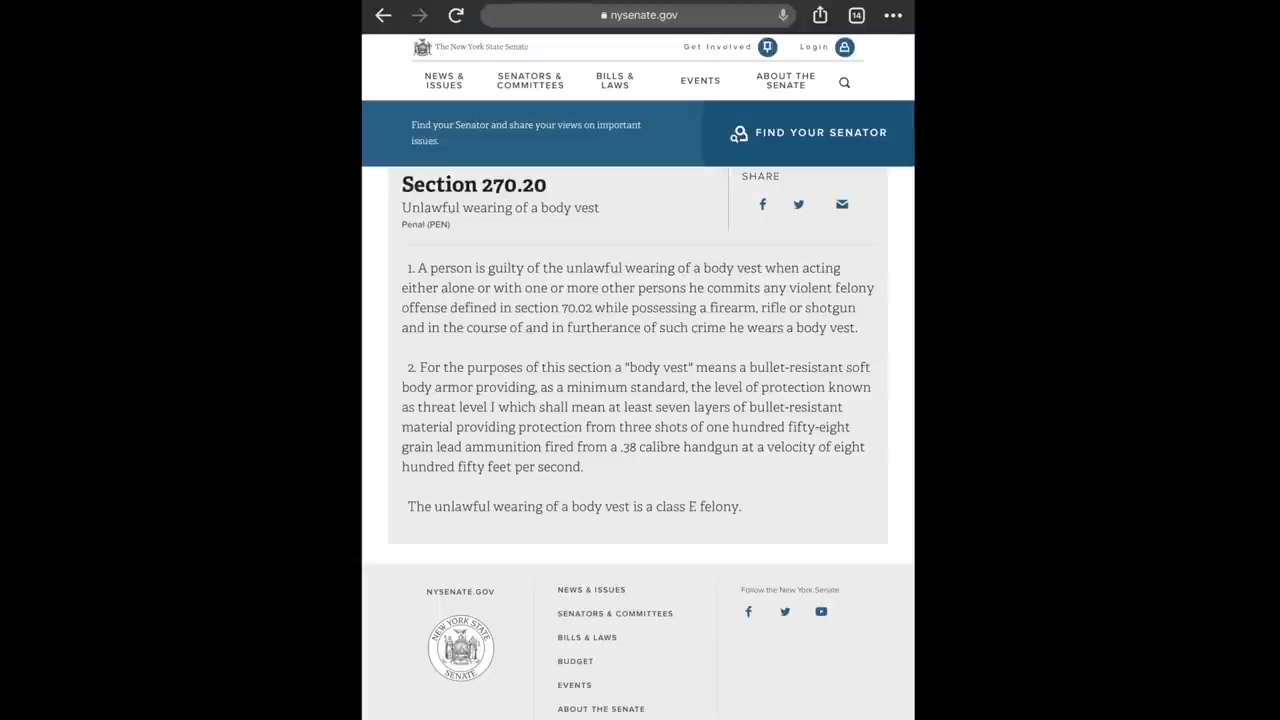 nysenate.gov
14
The New York State Senate
Get Involved
Login
NEWS &
ISSUES
SENATORS &
COMMITTEES
BILLS &
LAWS
EVENTS
ABOUT THE
SENATE
Find your Senator and share your views on important
issues.
FIND YOUR SENATOR
Section 270.20
Unlawful wearing of a body vest
Penal (PEN)
SHARE
1. A person is guilty of the unlawful wearing of a body vest when acting
either alone or with one or more other persons he commits any violent felony
offense defined in section 70.02 while possessing a firearm, rifle or shotgun
and in the course of and in furtherance of such crime he wears a body vest.
2. For the purposes of this section a "body vest" means a bullet-resistant soft
body armor providing, as a minimum standard, the level of protection known
as threat level I which shall mean at least seven layers of bullet-resistant
material providing protection from three shots of one hundred fifty-eight
grain lead ammunition fired from a .38 calibre handgun at a velocity of eight
hundred fifty feet per second.
The unlawful wearing of a body vest is a class E felony.
NYSENATE.GOV
NEW YORK STATE
SENATE
NEWS & ISSUES
SENATORS & COMMITTEES
BILLS & LAWS
BUDGET
EVENTS
ABOUT THE SENATE
Follow the New York Senate